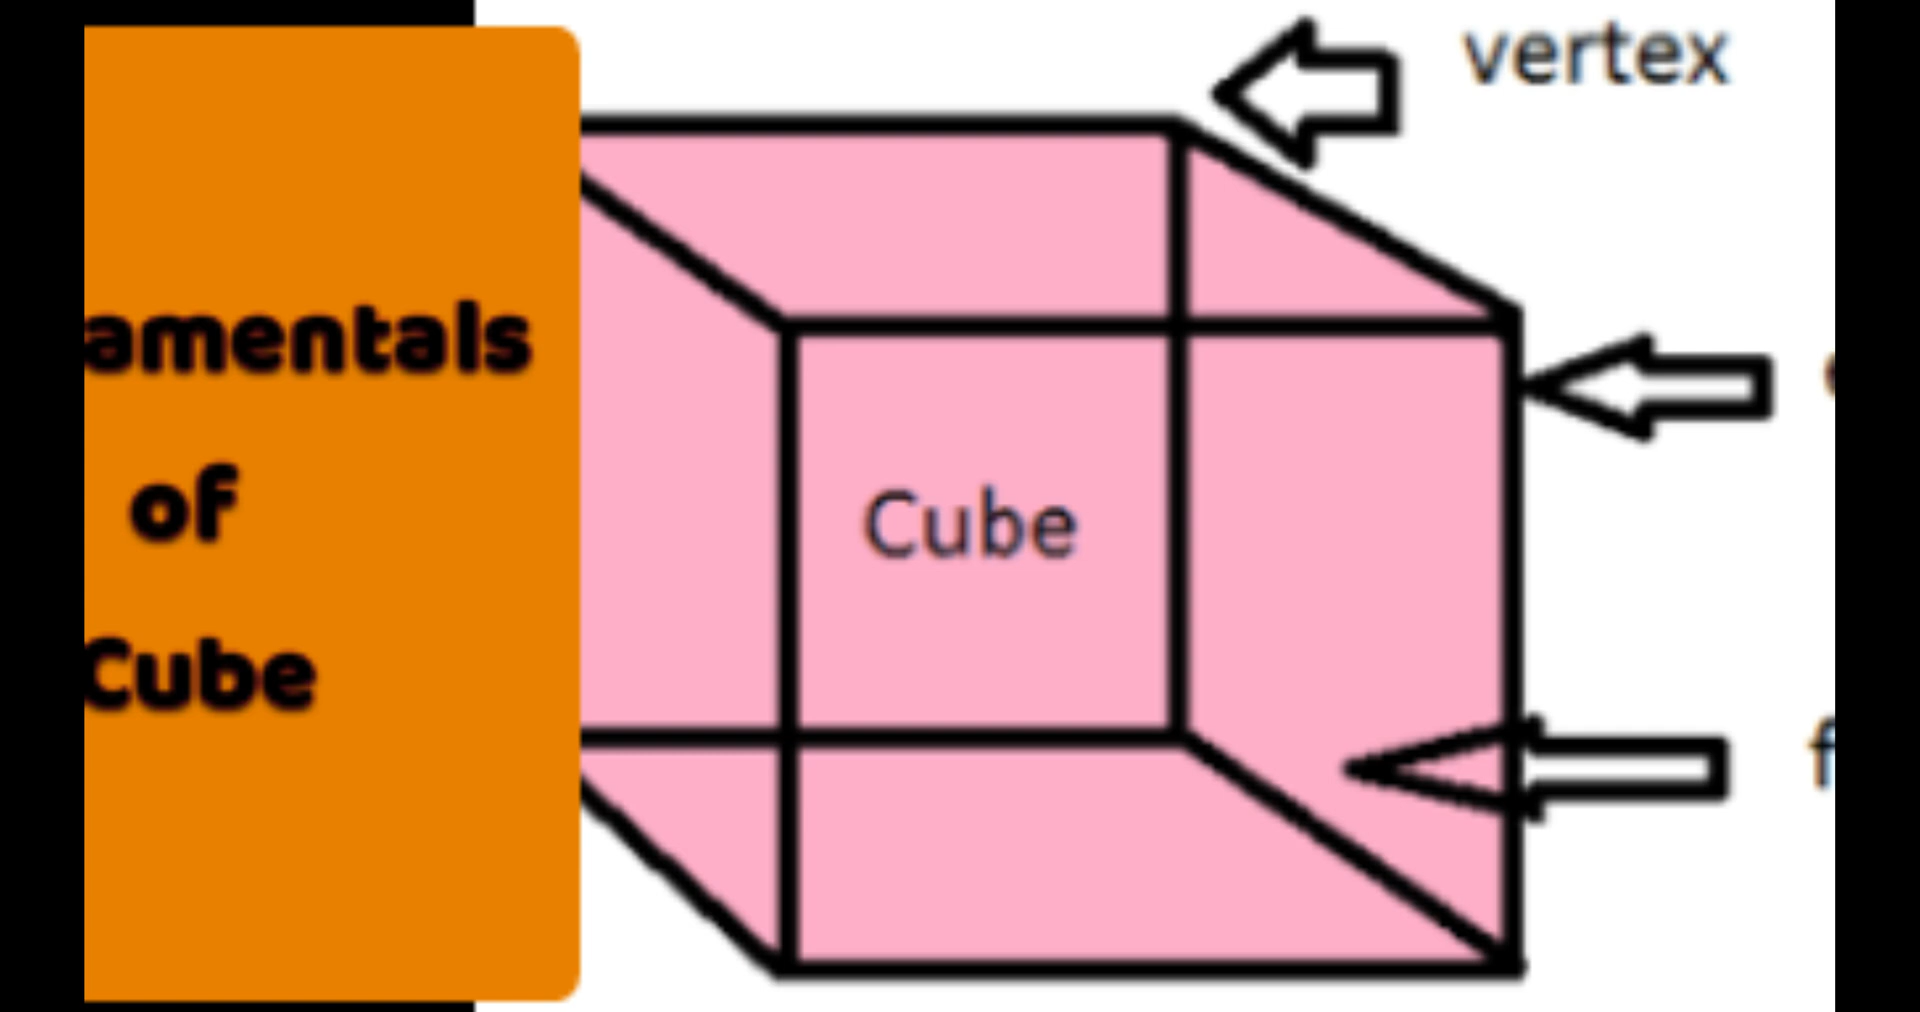 amentals
of
Cube
vertex
Cube